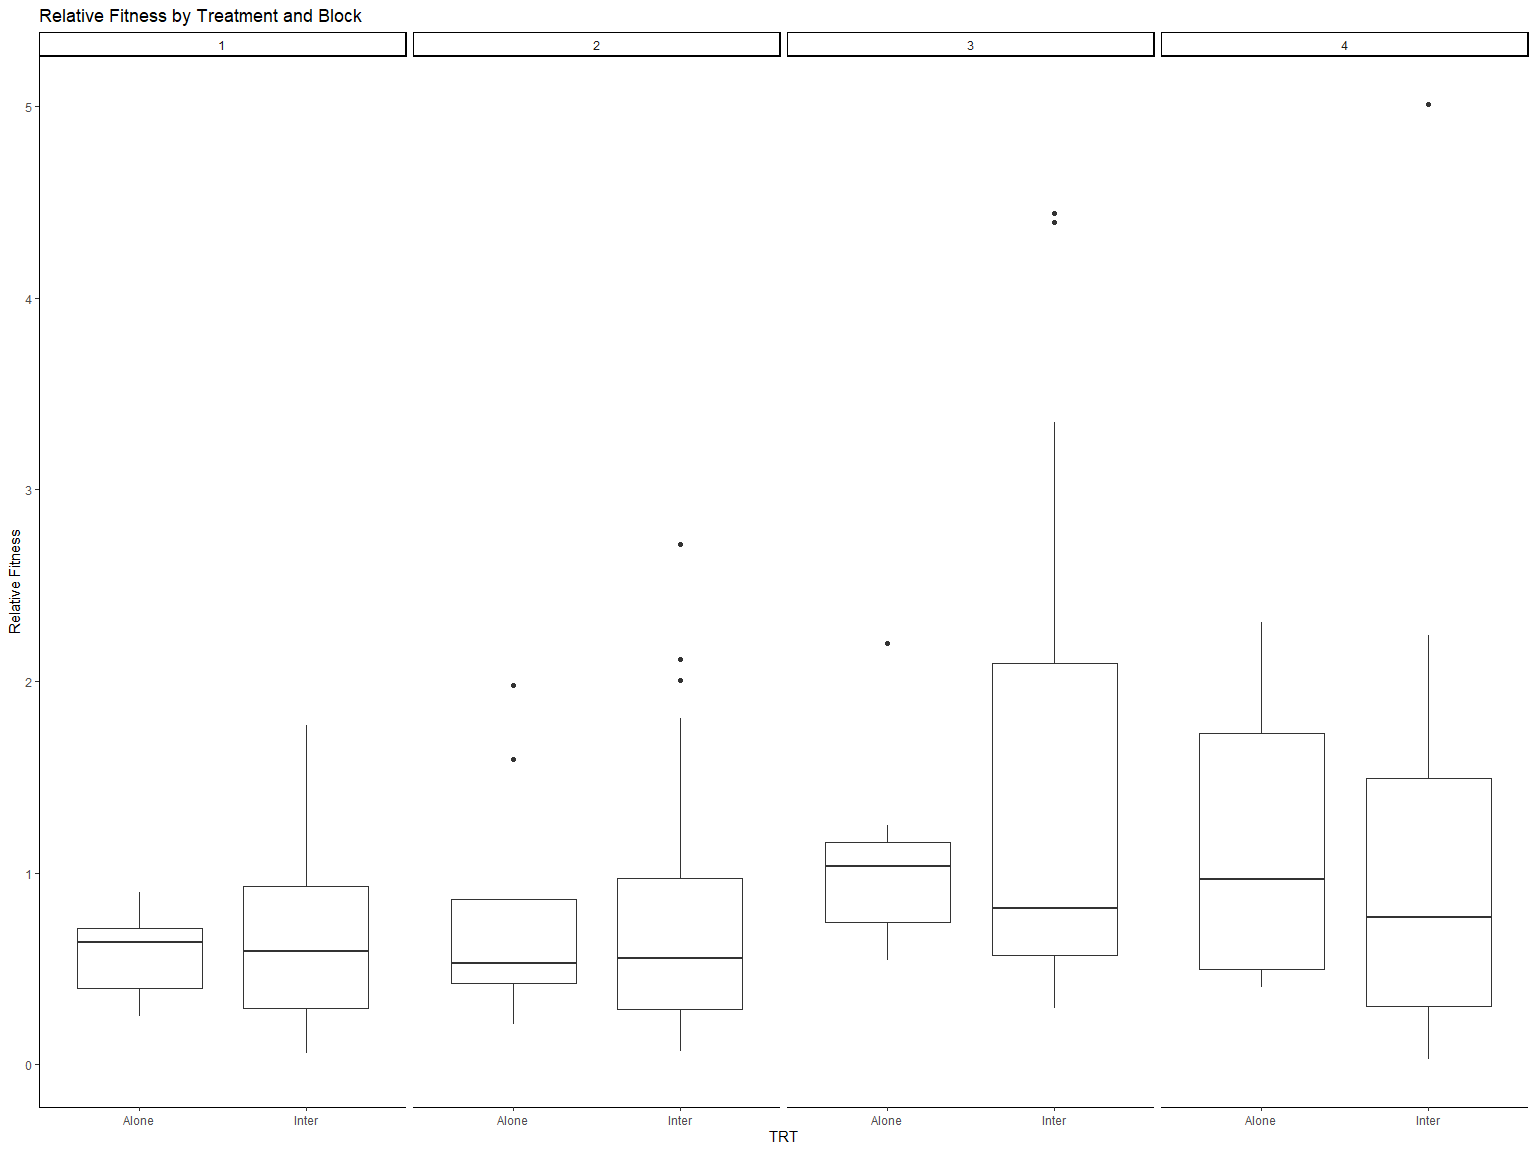 Relative Fitness by Treatment and Block
1 2 3 4
5
4
3
2
1
0
Relative Fitness
Alone Inter Alone Inter Alone Inter Alone Inter
TRT